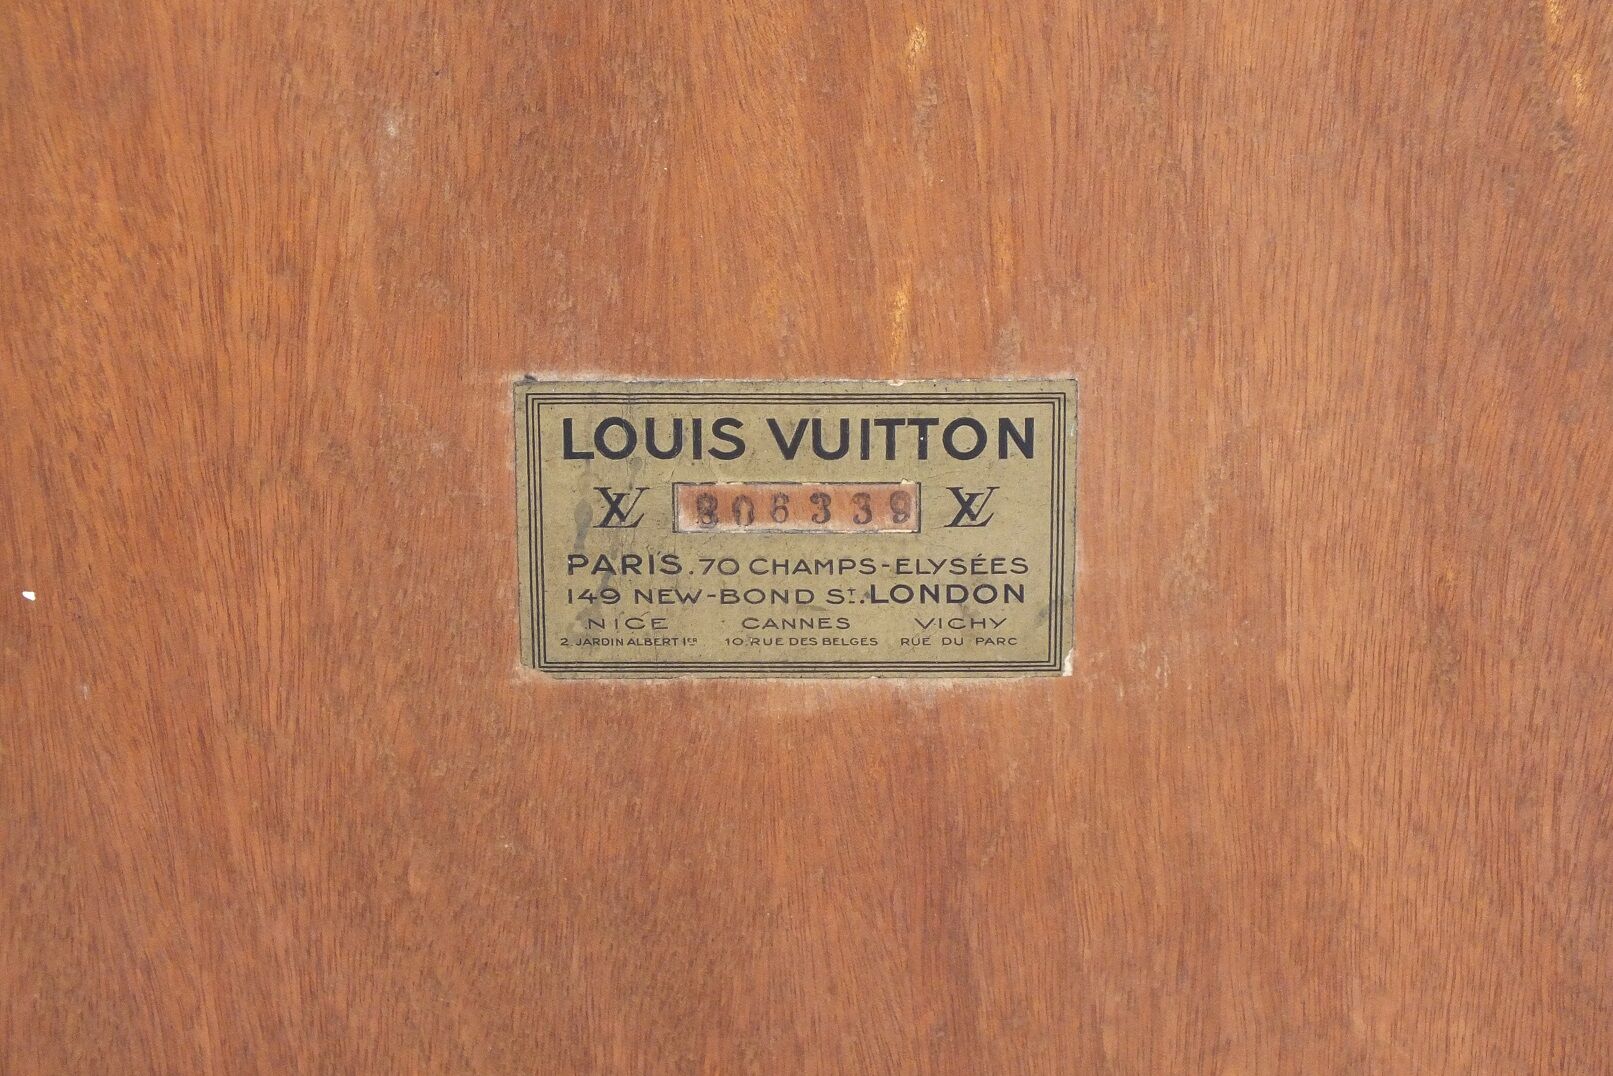 LOUIS VUITTON
LV 806339 LV
PARIS. 70 CHAMPS-ELYSÉES
149 NEW-BOND St. LONDON
NICE CANNES VICHY
2. JARDIN ALBERT 1ER 10. RUE DES BELGES RUE DU PARC